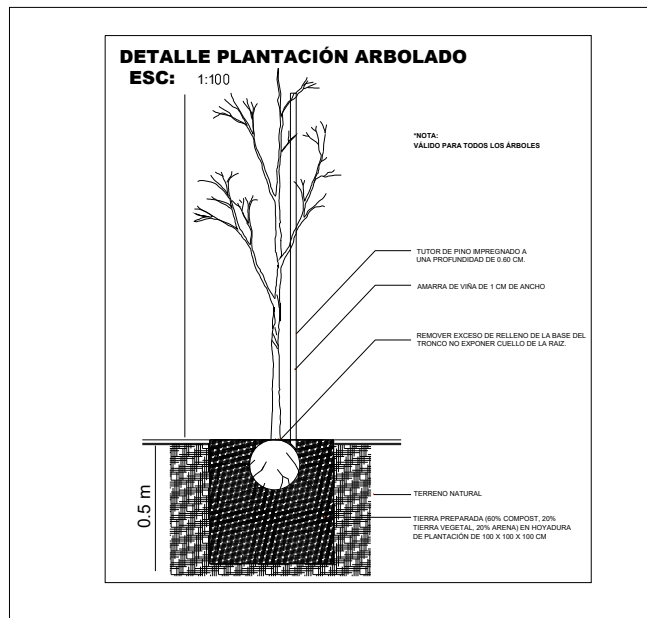 DETALLE PLANTACIÓN ARBOLADO
ESC: 1:100
*NOTA:
VÁLIDO PARA TODOS LOS ÁRBOLES
TUTOR DE PINO IMPREGNADO A
UNA PROFUNDIDAD DE 0.60 CM.
AMARRA DE VIÑA DE 1 CM DE ANCHO
REMOVER EXCESO DE RELLENO DE LA BASE DEL
TRONCO NO EXPONER CUELLO DE LA RAIZ.
0.5 m
TERRENO NATURAL
TIERRA PREPARADA (60% COMPOST, 20%
TIERRA VEGETAL, 20% ARENA) EN HOYADURA
DE PLANTACIÓN DE 100 X 100 X 100 CM